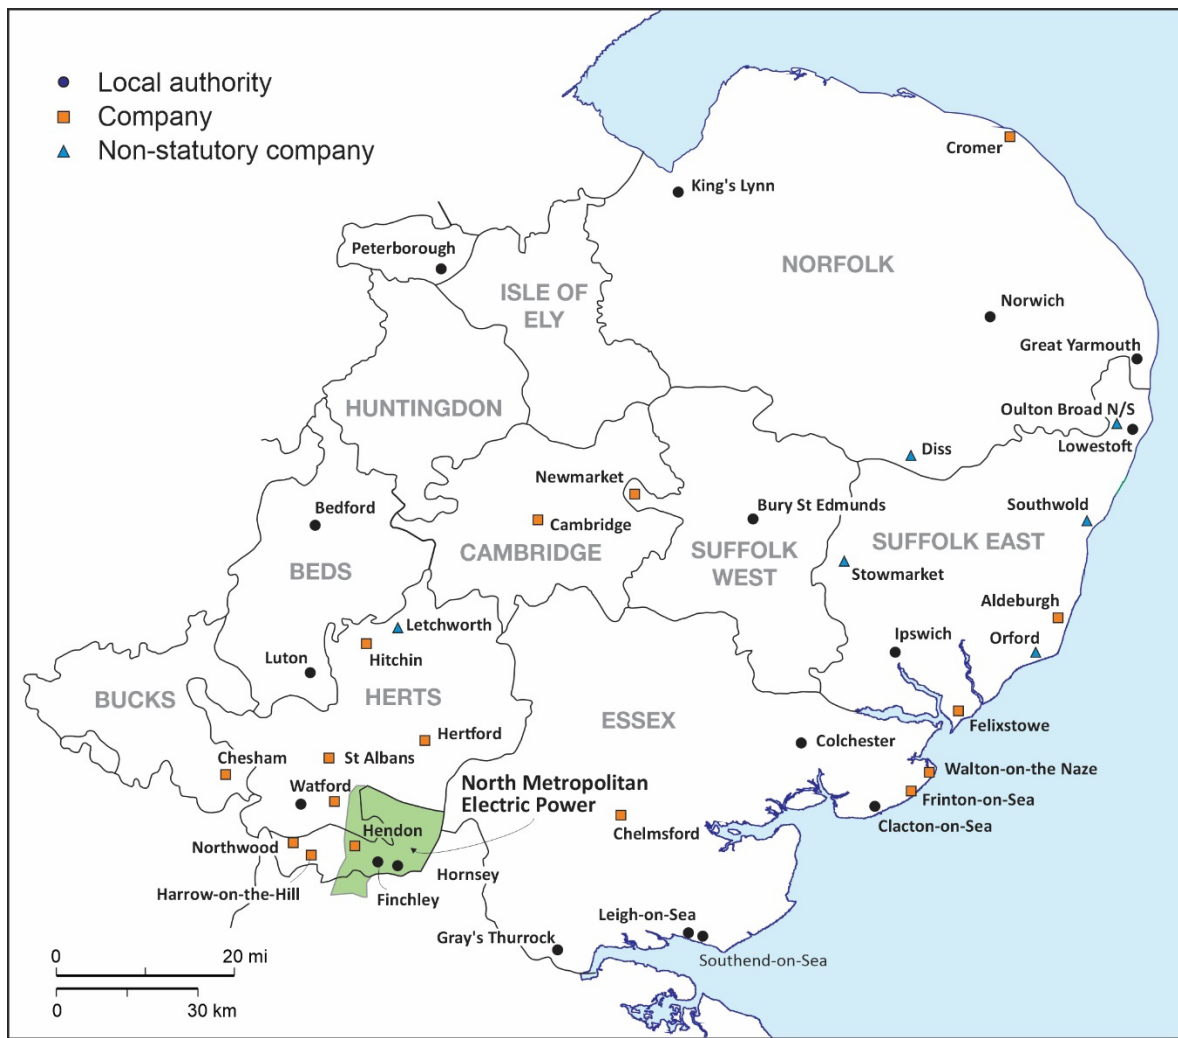 Local authority
Company
Non-statutory company
Cromer
King's Lynn
Peterborough
NORFOLK
ISLE OF
ELY
Norwich
Great Yarmouth
HUNTINGDON
Oulton Broad N/S
Lowestoft
Diss
Newmarket
Bedford
Bury St Edmunds
Southwold
Cambridge
CAMBRIDGE
SUFFOLK
WEST
SUFFOLK EAST
BEDS
Stowmarket
Aldeburgh
Letchworth
Ipswich
Orford
Hitchin
Luton
BUCKS
HERTS
ESSEX
Felixstowe
Hertford
Colchester
Chesham
St Albans
Walton-on-the Naze
Watford
North Metropolitan
Electric Power
Frinton-on-Sea
Clacton-on-Sea
Hendon
Chelmsford
Northwood
Hornsey
Harrow-on-the-Hill
Finchley
Leigh-on-Sea
Gray's Thurrock
Southend-on-Sea
0 20 mi
0 30 km